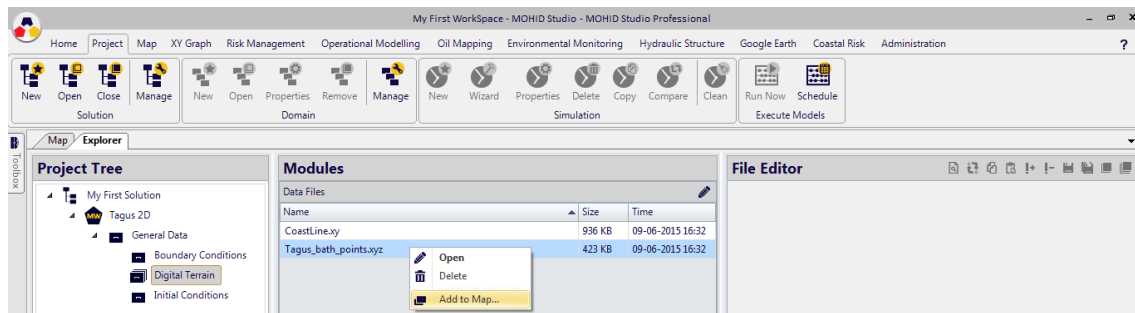 My First WorkSpace - MOHID Studio - MOHID Studio Professional
Home Project Map XY Graph Risk Management Operational Modelling Oil Mapping Environmental Monitoring Hydraulic Structure Google Earth Coastal Risk Administration ?
New Open Close Manage New Open Properties Remove Manage New Wizard Properties Delete Copy Compare Clean Run Now Schedule
Solution Domain Simulation Execute Models
Toolbox
Map Explorer
Project Tree Modules File Editor
My First Solution
MW Tagus 2D
General Data
Boundary Conditions
Digital Terrain
Initial Conditions
Data Files
Name Size Time
CoastLine.xy 936 KB 09-06-2015 16:32
Tagus_bath_points.xyz 423 KB 09-06-2015 16:32
Open
Delete
Add to Map...